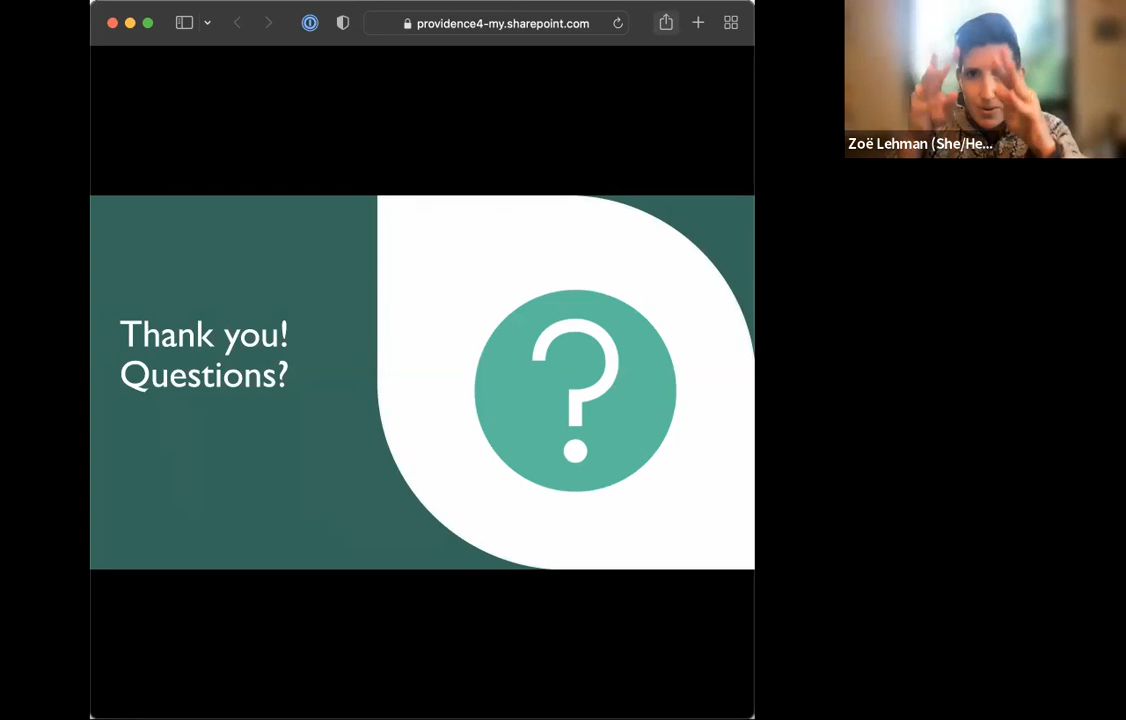 providence4-my.sharepoint.com
Zoë Lehman (She/He...
Thank you!
Questions?
?